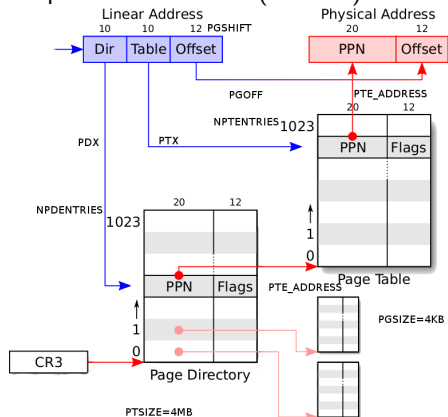 Linear Address
Physical Address
10 10 12 PGSHIFT
20 12
Dir Table Offset
PPN Offset
PGOFF
PTE_ADDRESS
20 12
NPTENTRIES 1023
PDX
PTX
PPN Flags
NPDENTRIES
20 12
1023
1
0
Page Table
PTE_ADDRESS
PPN Flags
PGSIZE=4KB
1
0
CR3
Page Directory
PTSIZE=4MB